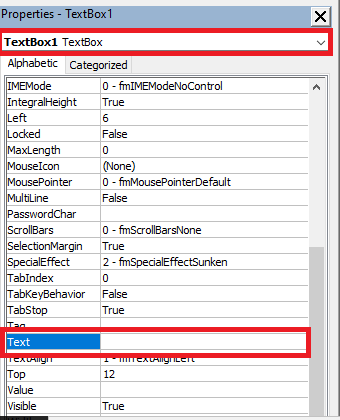 Properties - TextBox1
TextBox1 TextBox
Alphabetic Categorized
IMEMode 0 - fmIMEModeNoControl
IntegralHeight True
Left 6
Locked False
MaxLength 0
MouseIcon (None)
MousePointer 0 - fmMousePointerDefault
MultiLine False
PasswordChar
ScrollBars 0 - fmScrollBarsNone
SelectionMargin True
SpecialEffect 2 - fmSpecialEffectSunken
TabIndex 0
TabKeyBehavior False
TabStop True
Tag
Text
TextAlign 1 - fmTextAlignLeft
Top 12
Value
Visible True